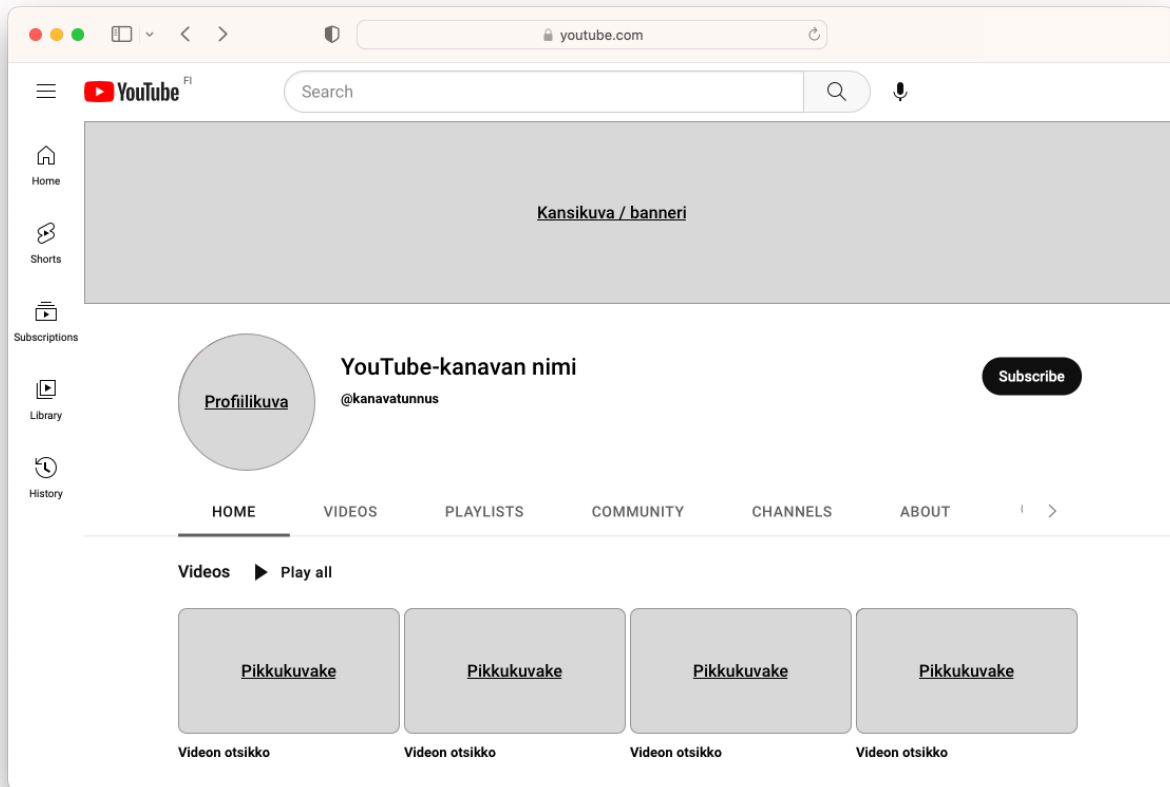 youtube.com
YouTube FI
Search
Home
Shorts
Subscriptions
Library
History
Kansikuva / banneri
Profiilikuva
YouTube-kanavan nimi
@kanavatunnus
Subscribe
HOME VIDEOS PLAYLISTS COMMUNITY CHANNELS ABOUT
Videos Play all
Pikkukuvake Pikkukuvake Pikkukuvake Pikkukuvake
Videon otsikko Videon otsikko Videon otsikko Videon otsikko